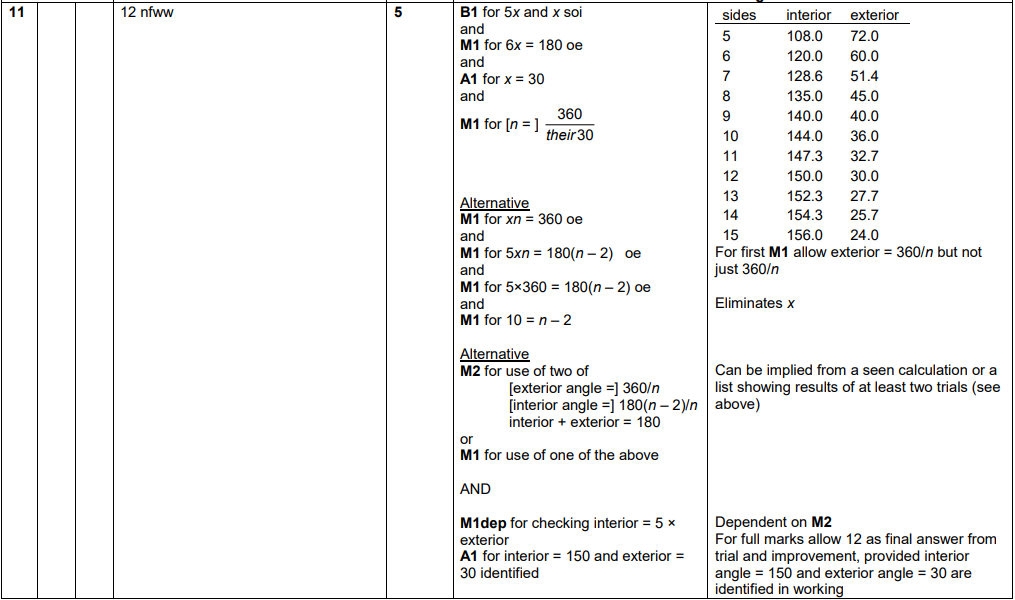 11
12 nfww
5
B1 for 5x and x soi
and
M1 for 6x = 180 oe
and
A1 for x = 30
and
M1 for [n = ] 360
their 30
Alternative
M1 for xn = 360 oe
and
M1 for 5xn = 180(n – 2) oe
and
M1 for 5×360 = 180(n – 2) oe
and
M1 for 10 = n – 2
Alternative
M2 for use of two of
[exterior angle =] 360/n
[interior angle =] 180(n – 2)/n
interior + exterior = 180
or
M1 for use of one of the above
AND
M1dep for checking interior = 5 ×
exterior
A1 for interior = 150 and exterior =
30 identified
sides interior exterior
5 108.0 72.0
6 120.0 60.0
7 128.6 51.4
8 135.0 45.0
9 140.0 40.0
10 144.0 36.0
11 147.3 32.7
12 150.0 30.0
13 152.3 27.7
14 154.3 25.7
15 156.0 24.0
For first M1 allow exterior = 360/n but not
just 360/n
Eliminates x
Can be implied from a seen calculation or a
list showing results of at least two trials (see
above)
Dependent on M2
For full marks allow 12 as final answer from
trial and improvement, provided interior
angle = 150 and exterior angle = 30 are
identified in working